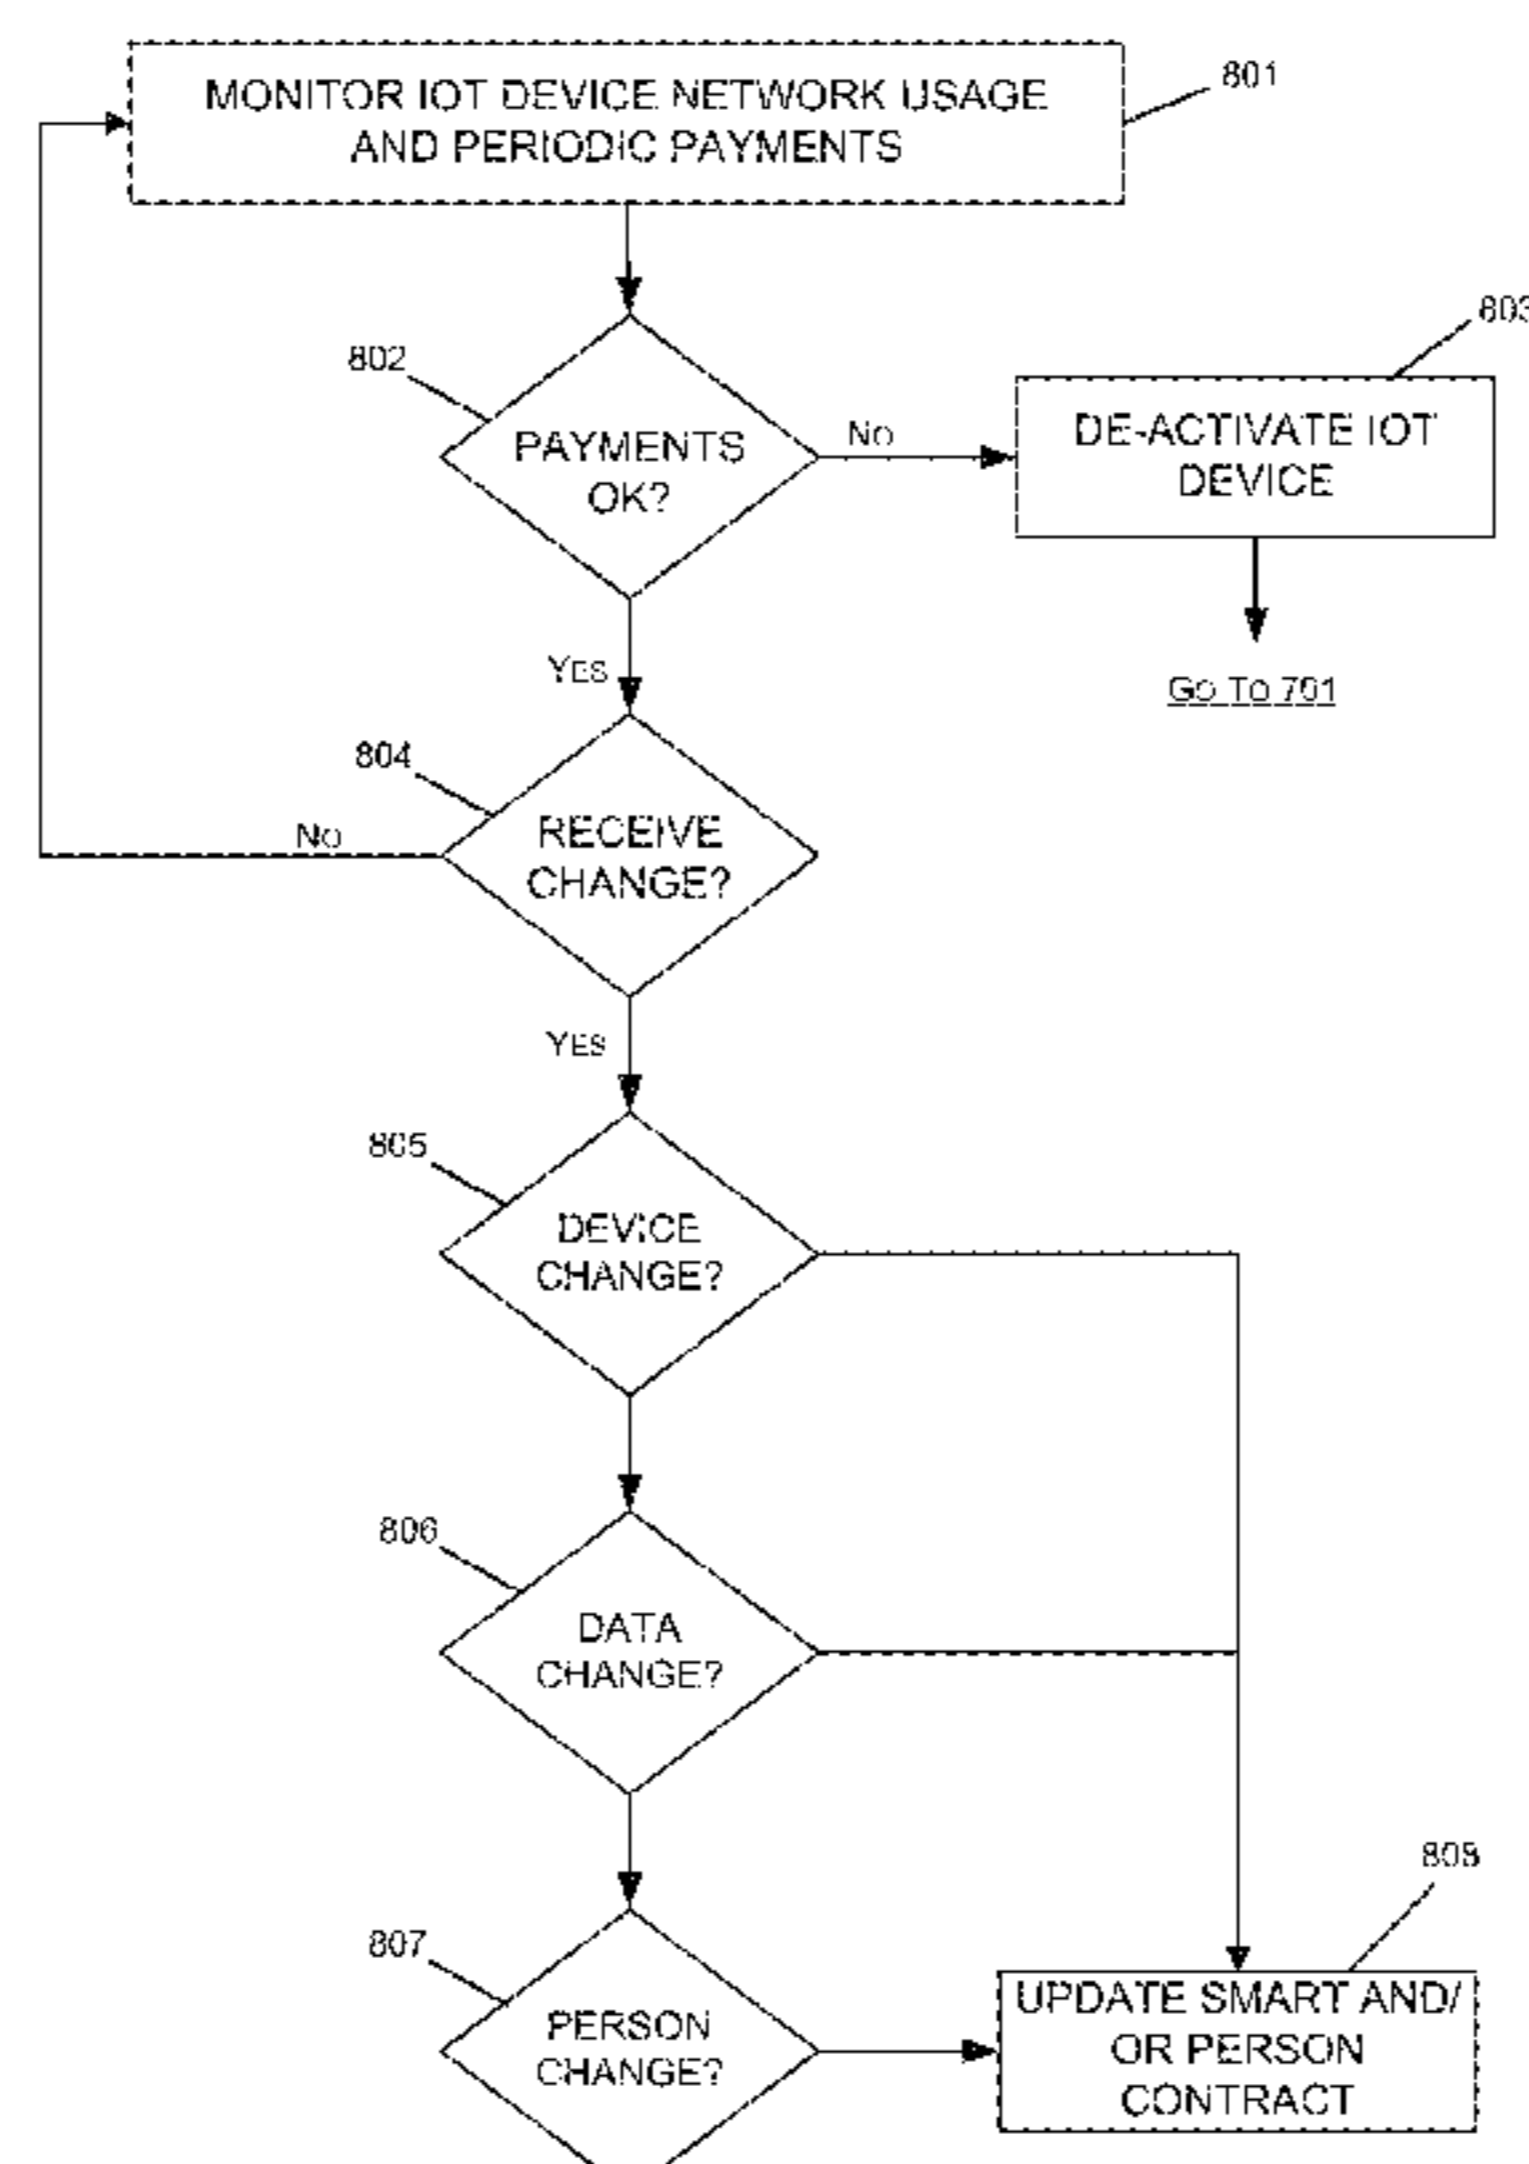 MONITOR IOT DEVICE NETWORK USAGE
AND PERIODIC PAYMENTS
801
802
PAYMENTS
OK?
NO
803
DE-ACTIVATE IOT
DEVICE
YES
GO TO 701
804
RECEIVE
CHANGE?
NO
YES
805
DEVICE
CHANGE?
806
DATA
CHANGE?
807
PERSON
CHANGE?
808
UPDATE SMART AND/
OR PERSON
CONTRACT